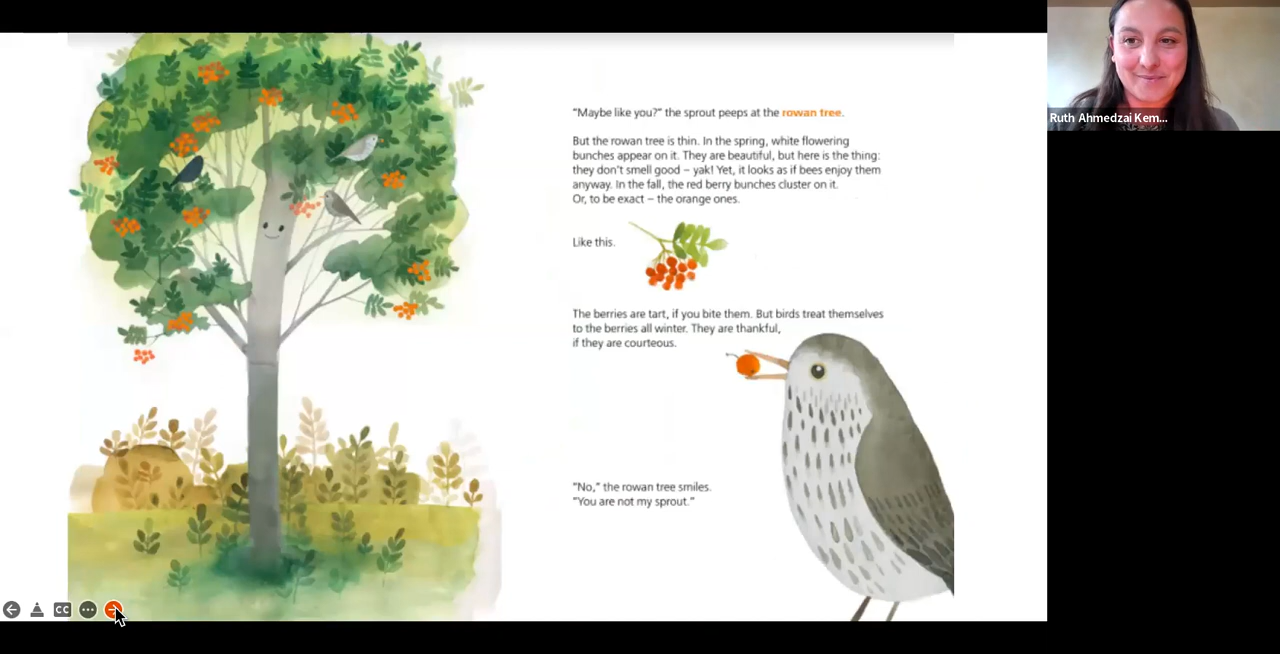 "Maybe like you?" the sprout peeps at the rowan tree.
But the rowan tree is thin. In the spring, white flowering
bunches appear on it. They are beautiful, but here is the thing:
they don't smell good – yak! Yet, it looks as if bees enjoy them
anyway. In the fall, the red berry bunches cluster on it.
Or, to be exact – the orange ones.
Like this.
The berries are tart, if you bite them. But birds treat themselves
to the berries all winter. They are thankful,
if they are courteous.
"No," the rowan tree smiles.
"You are not my sprout."
Ruth Ahmedzai Kem...
CC